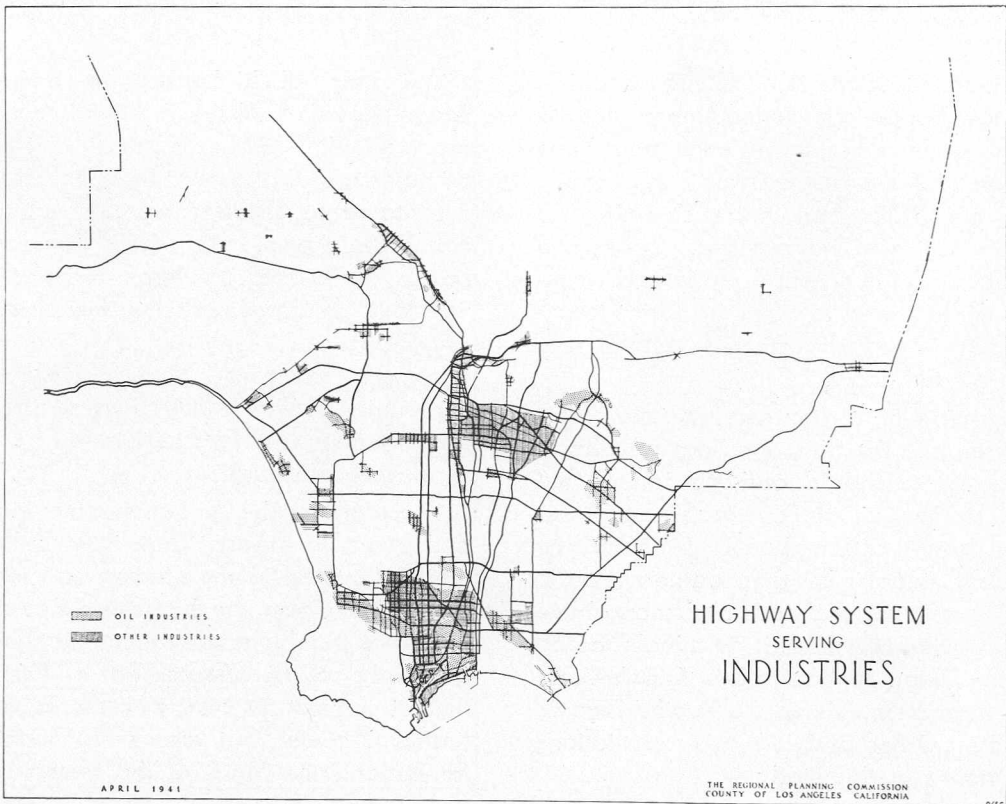 OIL INDUSTRIES
OTHER INDUSTRIES
HIGHWAY SYSTEM
SERVING
INDUSTRIES
APRIL 1941
THE REGIONAL PLANNING COMMISSION
COUNTY OF LOS ANGELES CALIFORNIA